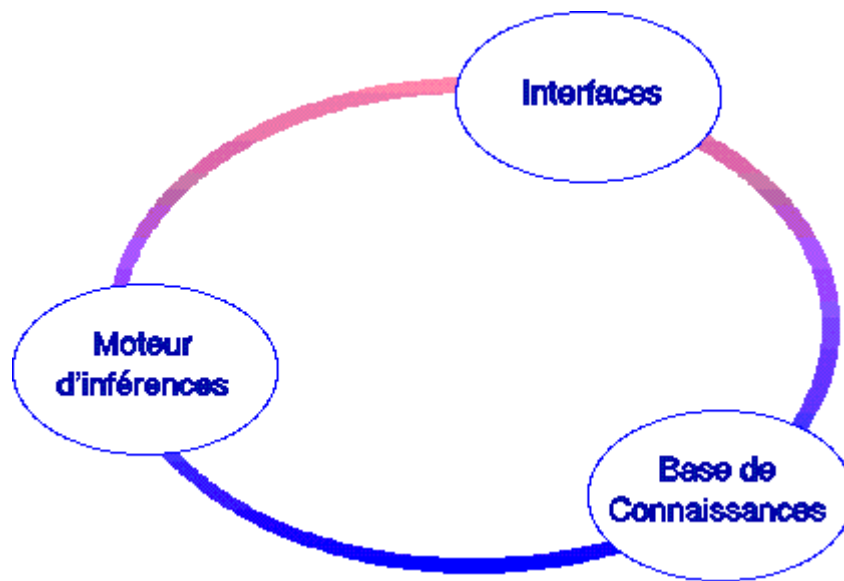 Interfaces
Moteur
d'inférences
Base de
Connaissances